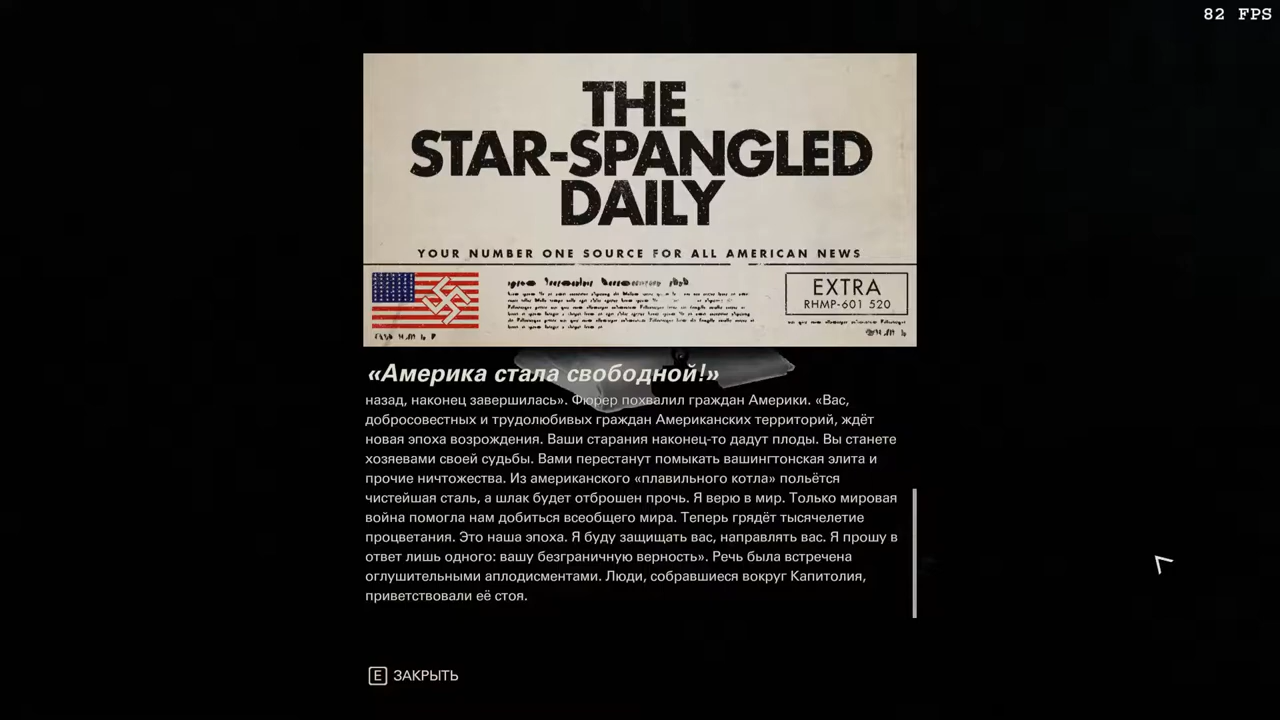 82 FPS
THE
STAR-SPANGLED
DAILY
YOUR NUMBER ONE SOURCE FOR ALL AMERICAN NEWS
EXTRA
RHMP-601 520
«Америка стала свободной!»
назад, наконец завершилась». Фюрер похвалил граждан Америки. «Вас,
добросовестных и трудолюбивых граждан Американских территорий, ждёт
новая эпоха возрождения. Ваши старания наконец-то дадут плоды. Вы станете
хозяевами своей судьбы. Вами перестанут помыкать вашингтонская элита и
прочие ничтожества. Из американского «плавильного котла» польётся
чистейшая сталь, а шлак будет отброшен прочь. Я верю в мир. Только мировая
война помогла нам добиться всеобщего мира. Теперь грядёт тысячелетие
процветания. Это наша эпоха. Я буду защищать вас, направлять вас. Я прошу в
ответ лишь одного: вашу безграничную верность». Речь была встречена
оглушительными аплодисментами. Люди, собравшиеся вокруг Капитолия,
приветствовали её стоя.
E ЗАКРЫТЬ